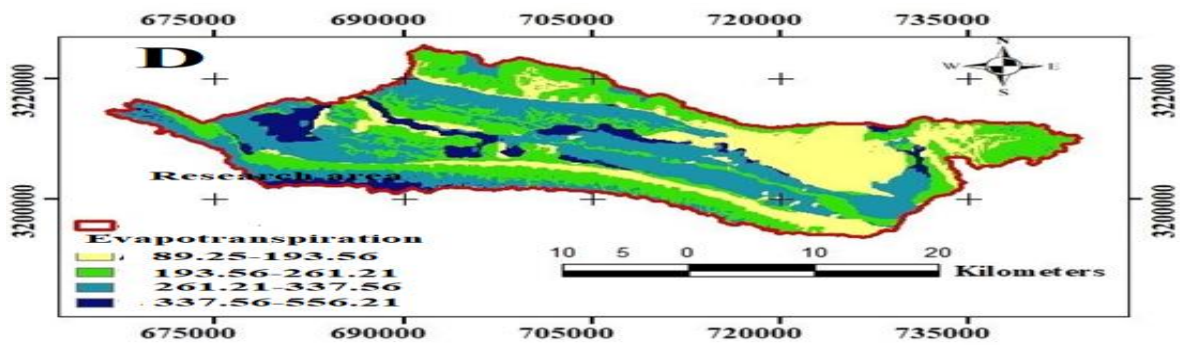 675000 690000 705000 720000 735000
D
N
W E
S
3220000 3220000
3200000 3200000
Research area
Evapotranspiration
89.25-193.56
193.56-261.21
261.21-337.56
337.56-556.21
10 5 0 10 20
Kilometers
675000 690000 705000 720000 735000